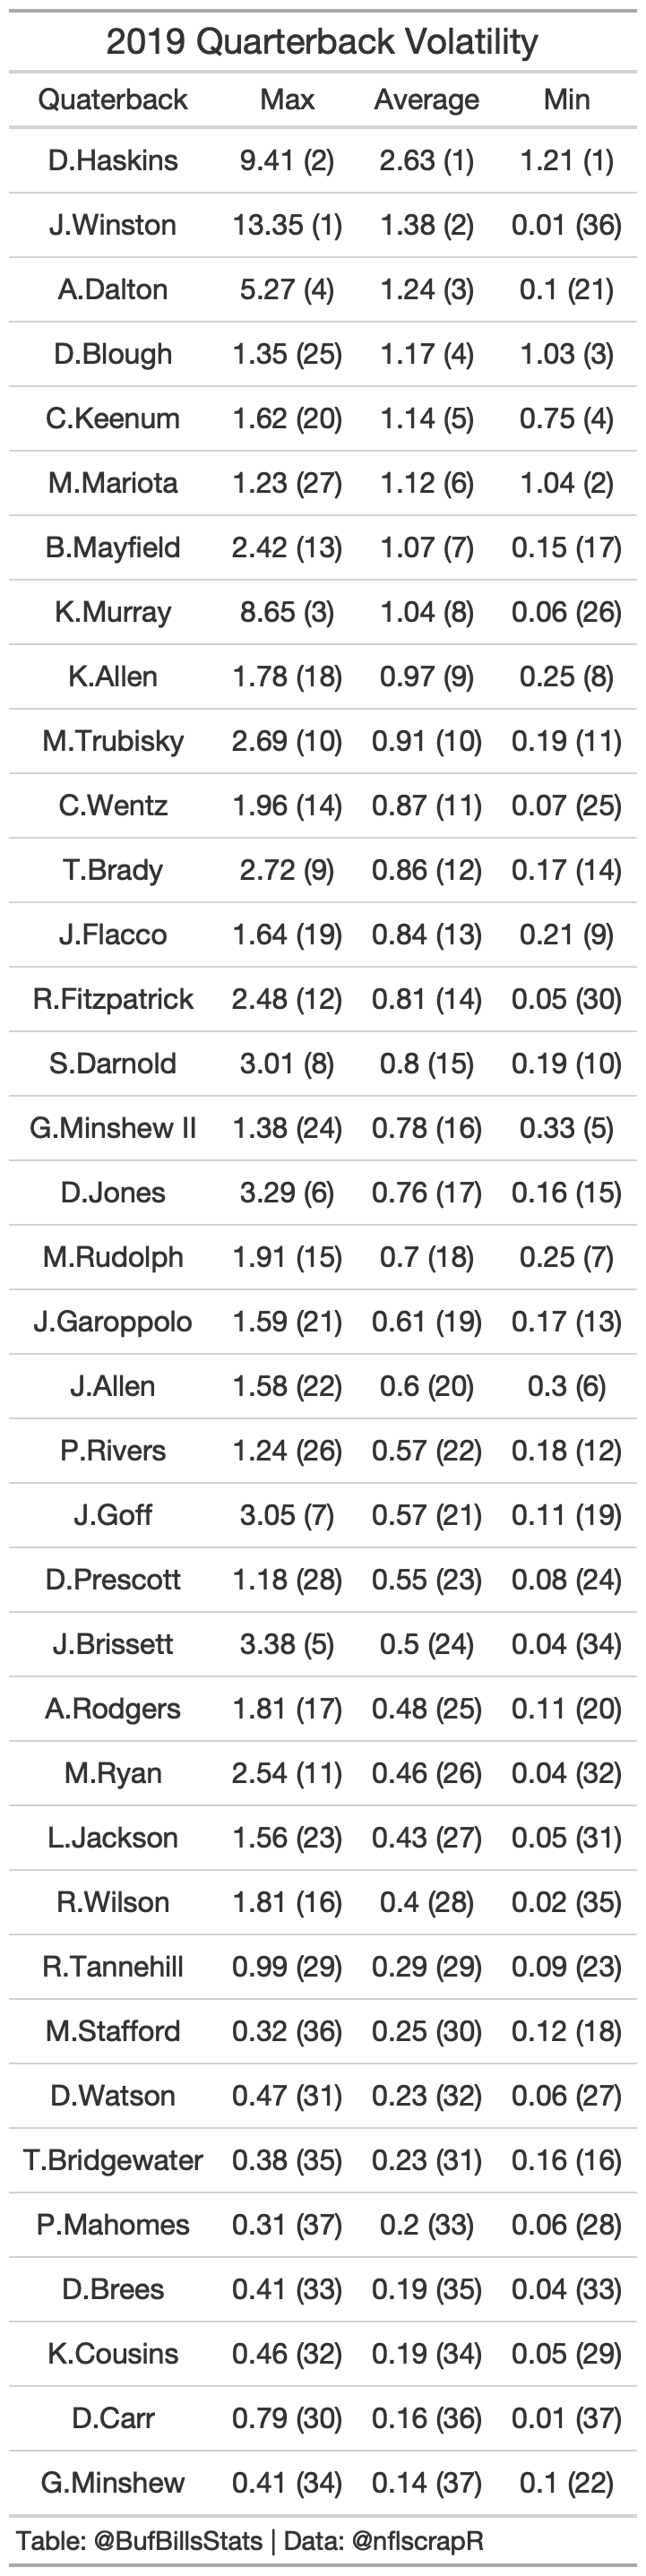 2019 Quarterback Volatility
Quaterback Max Average Min
D.Haskins 9.41 (2) 2.63 (1) 1.21 (1)
J.Winston 13.35 (1) 1.38 (2) 0.01 (36)
A.Dalton 5.27 (4) 1.24 (3) 0.1 (21)
D.Blough 1.35 (25) 1.17 (4) 1.03 (3)
C.Keenum 1.62 (20) 1.14 (5) 0.75 (4)
M.Mariota 1.23 (27) 1.12 (6) 1.04 (2)
B.Mayfield 2.42 (13) 1.07 (7) 0.15 (17)
K.Murray 8.65 (3) 1.04 (8) 0.06 (26)
K.Allen 1.78 (18) 0.97 (9) 0.25 (8)
M.Trubisky 2.69 (10) 0.91 (10) 0.19 (11)
C.Wentz 1.96 (14) 0.87 (11) 0.07 (25)
T.Brady 2.72 (9) 0.86 (12) 0.17 (14)
J.Flacco 1.64 (19) 0.84 (13) 0.21 (9)
R.Fitzpatrick 2.48 (12) 0.81 (14) 0.05 (30)
S.Darnold 3.01 (8) 0.8 (15) 0.19 (10)
G.Minshew II 1.38 (24) 0.78 (16) 0.33 (5)
D.Jones 3.29 (6) 0.76 (17) 0.16 (15)
M.Rudolph 1.91 (15) 0.7 (18) 0.25 (7)
J.Garoppolo 1.59 (21) 0.61 (19) 0.17 (13)
J.Allen 1.58 (22) 0.6 (20) 0.3 (6)
P.Rivers 1.24 (26) 0.57 (22) 0.18 (12)
J.Goff 3.05 (7) 0.57 (21) 0.11 (19)
D.Prescott 1.18 (28) 0.55 (23) 0.08 (24)
J.Brissett 3.38 (5) 0.5 (24) 0.04 (34)
A.Rodgers 1.81 (17) 0.48 (25) 0.11 (20)
M.Ryan 2.54 (11) 0.46 (26) 0.04 (32)
L.Jackson 1.56 (23) 0.43 (27) 0.05 (31)
R.Wilson 1.81 (16) 0.4 (28) 0.02 (35)
R.Tannehill 0.99 (29) 0.29 (29) 0.09 (23)
M.Stafford 0.32 (36) 0.25 (30) 0.12 (18)
D.Watson 0.47 (31) 0.23 (32) 0.06 (27)
T.Bridgewater 0.38 (35) 0.23 (31) 0.16 (16)
P.Mahomes 0.31 (37) 0.2 (33) 0.06 (28)
D.Brees 0.41 (33) 0.19 (35) 0.04 (33)
K.Cousins 0.46 (32) 0.19 (34) 0.05 (29)
D.Carr 0.79 (30) 0.16 (36) 0.01 (37)
G.Minshew 0.41 (34) 0.14 (37) 0.1 (22)
Table: @BufBillsStats | Data: @nflscrapR